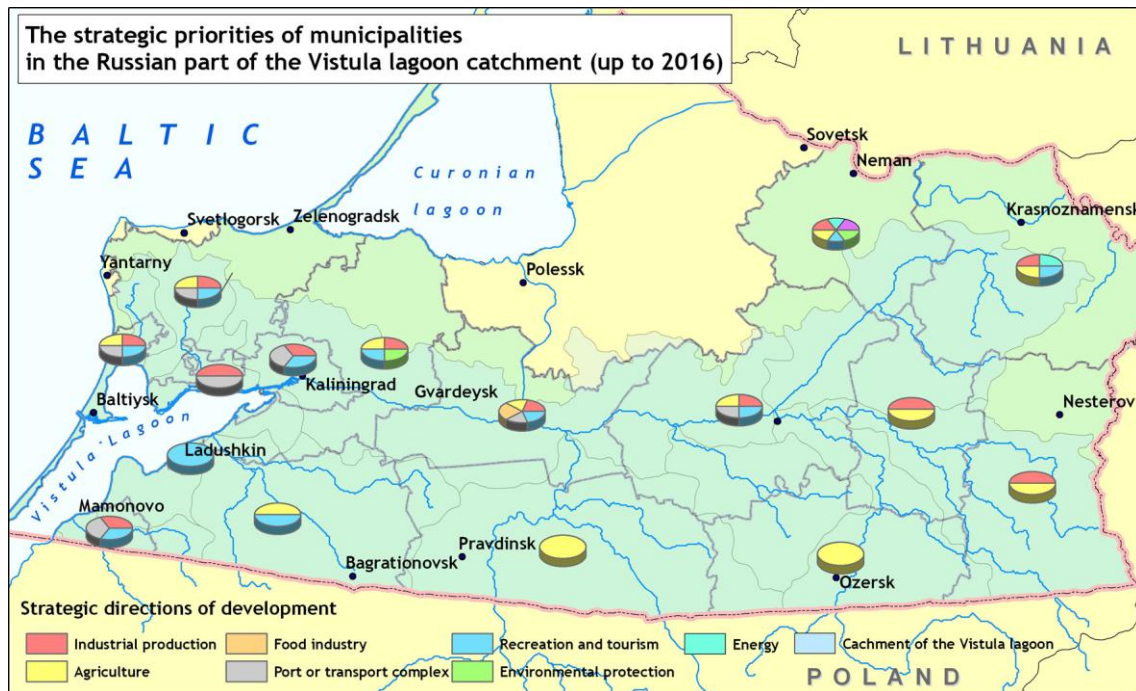 The strategic priorities of municipalities
in the Russian part of the Vistula lagoon catchment (up to 2016)
LITHUANIA
BALTIC
SEA
Curonian
lagoon
Sovetsk
Neman
Krasnoznamensk
Svetlogorsk
Zelenogradsk
Yantarny
Polessk
Kaliningrad
Gvardeysk
Baltiysk
Nesterov
Vistula Lagoon
Ladushkin
Mamonovo
Pravdinsk
Bagrationovsk
Ozersk
Strategic directions of development
Industrial production
Food industry
Recreation and tourism
Energy
Cachment of the Vistula lagoon
Agriculture
Port or transport complex
Environmental protection
POLAND